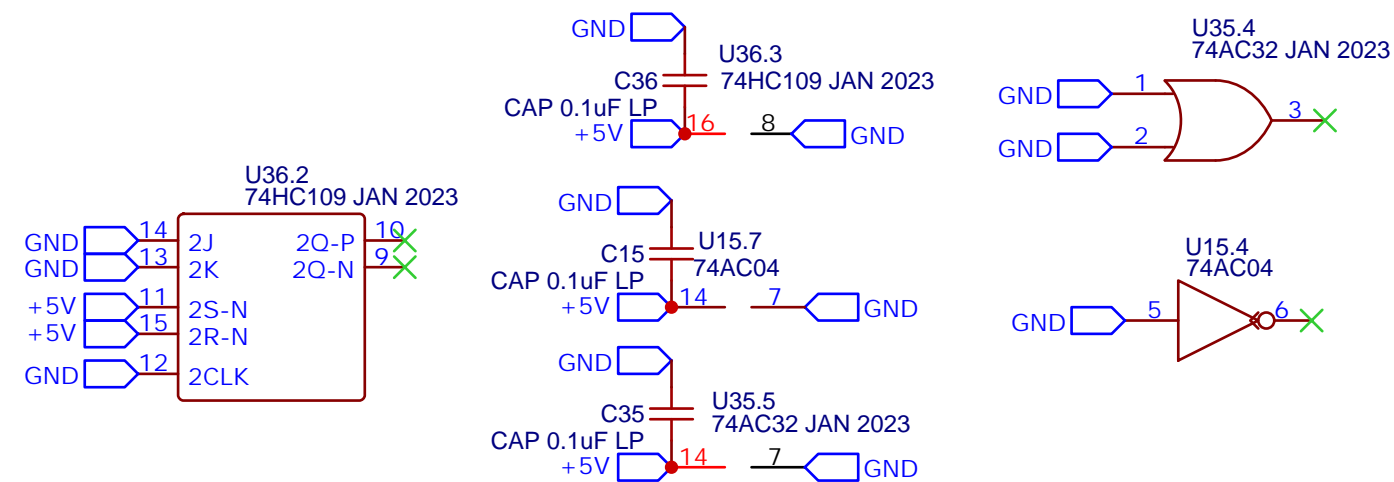 U36.2
74HC109 JAN 2023
GND 14 2J 2Q-P 10
GND 13 2K 2Q-N 9
+5V 11 2S-N
+5V 15 2R-N
GND 12 2CLK
GND
U36.3
C36 74HC109 JAN 2023
CAP 0.1uF LP
+5V 16 8 GND
GND
U15.7
C15 74AC04
CAP 0.1uF LP
+5V 14 7 GND
GND
U35.5
C35 74AC32 JAN 2023
CAP 0.1uF LP
+5V 14 7 GND
U35.4
74AC32 JAN 2023
GND 1
3
GND 2
U15.4
74AC04
GND 5 6